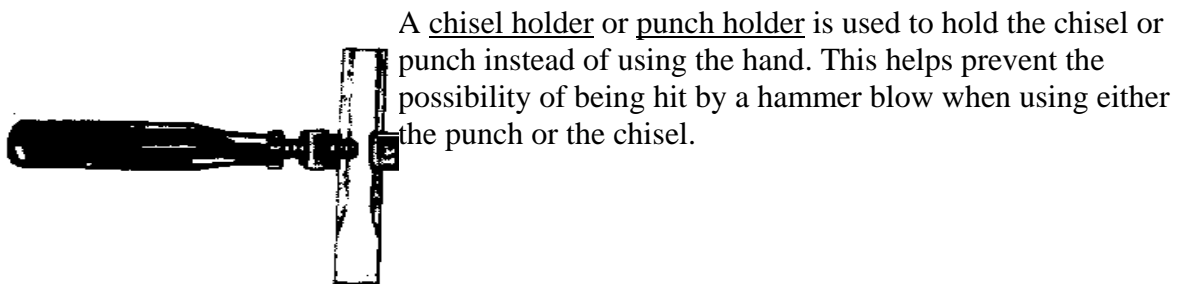 A chisel holder or punch holder is used to hold the chisel or
punch instead of using the hand. This helps prevent the
possibility of being hit by a hammer blow when using either
the punch or the chisel.